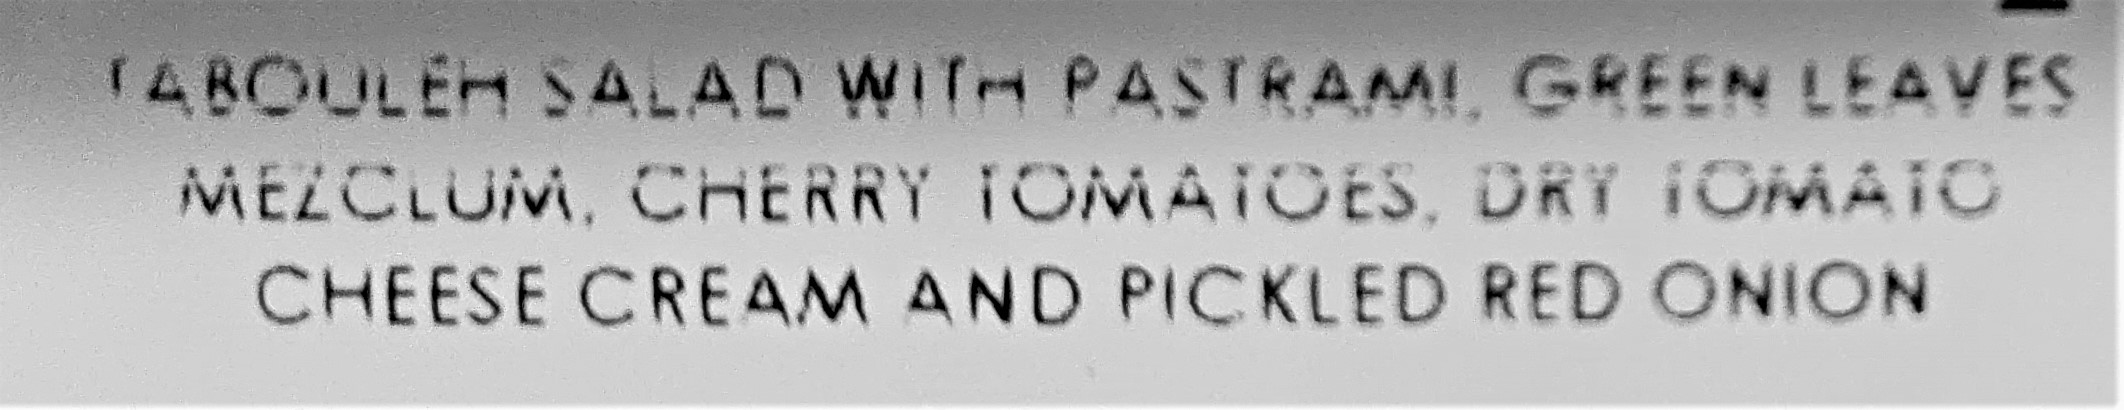 TABOULEH SALAD WITH PASTRAMI, GREEN LEAVES
MEZCLUM, CHERRY TOMATOES, DRY TOMATO
CHEESE CREAM AND PICKLED RED ONION